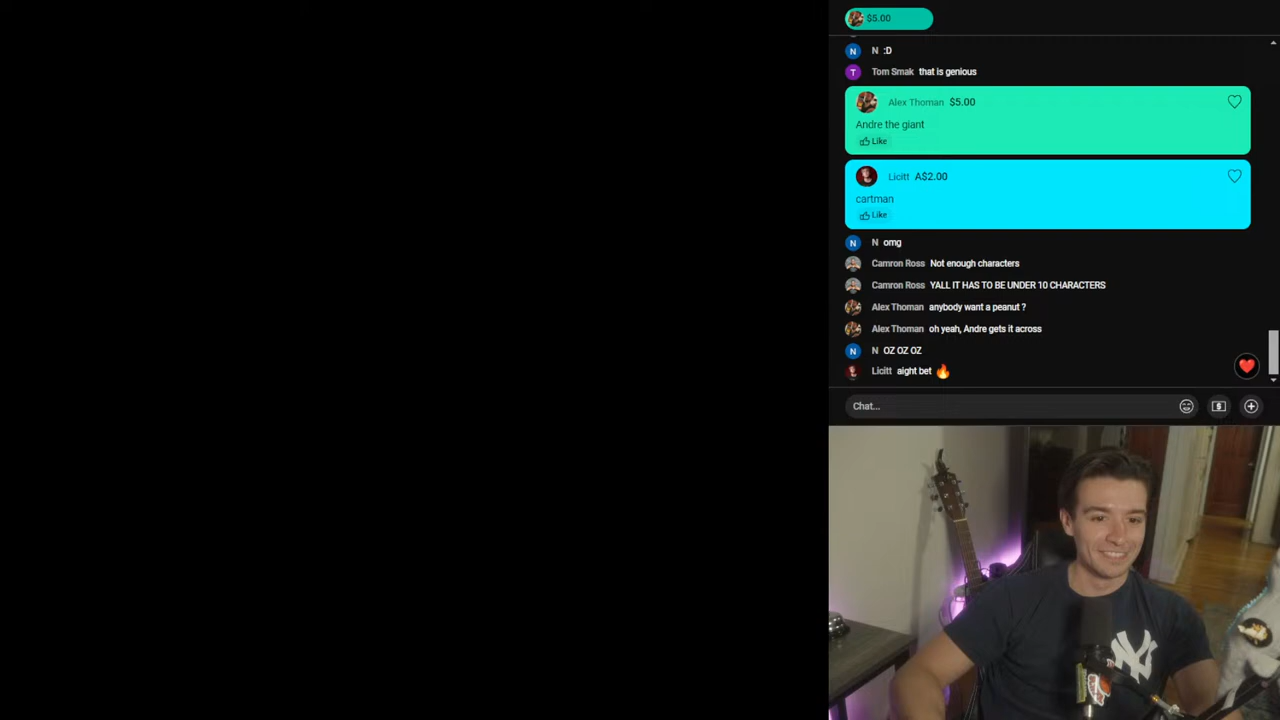 $5.00
N :D
T Tom Smak that is genious
Alex Thoman $5.00
Andre the giant
Like
Licitt A$2.00
cartman
Like
N N omg
Camron Ross Not enough characters
Camron Ross YALL IT HAS TO BE UNDER 10 CHARACTERS
Alex Thoman anybody want a peanut ?
Alex Thoman oh yeah, Andre gets it across
N N OZ OZ OZ
Licitt aight bet 🔥
Chat...
NY